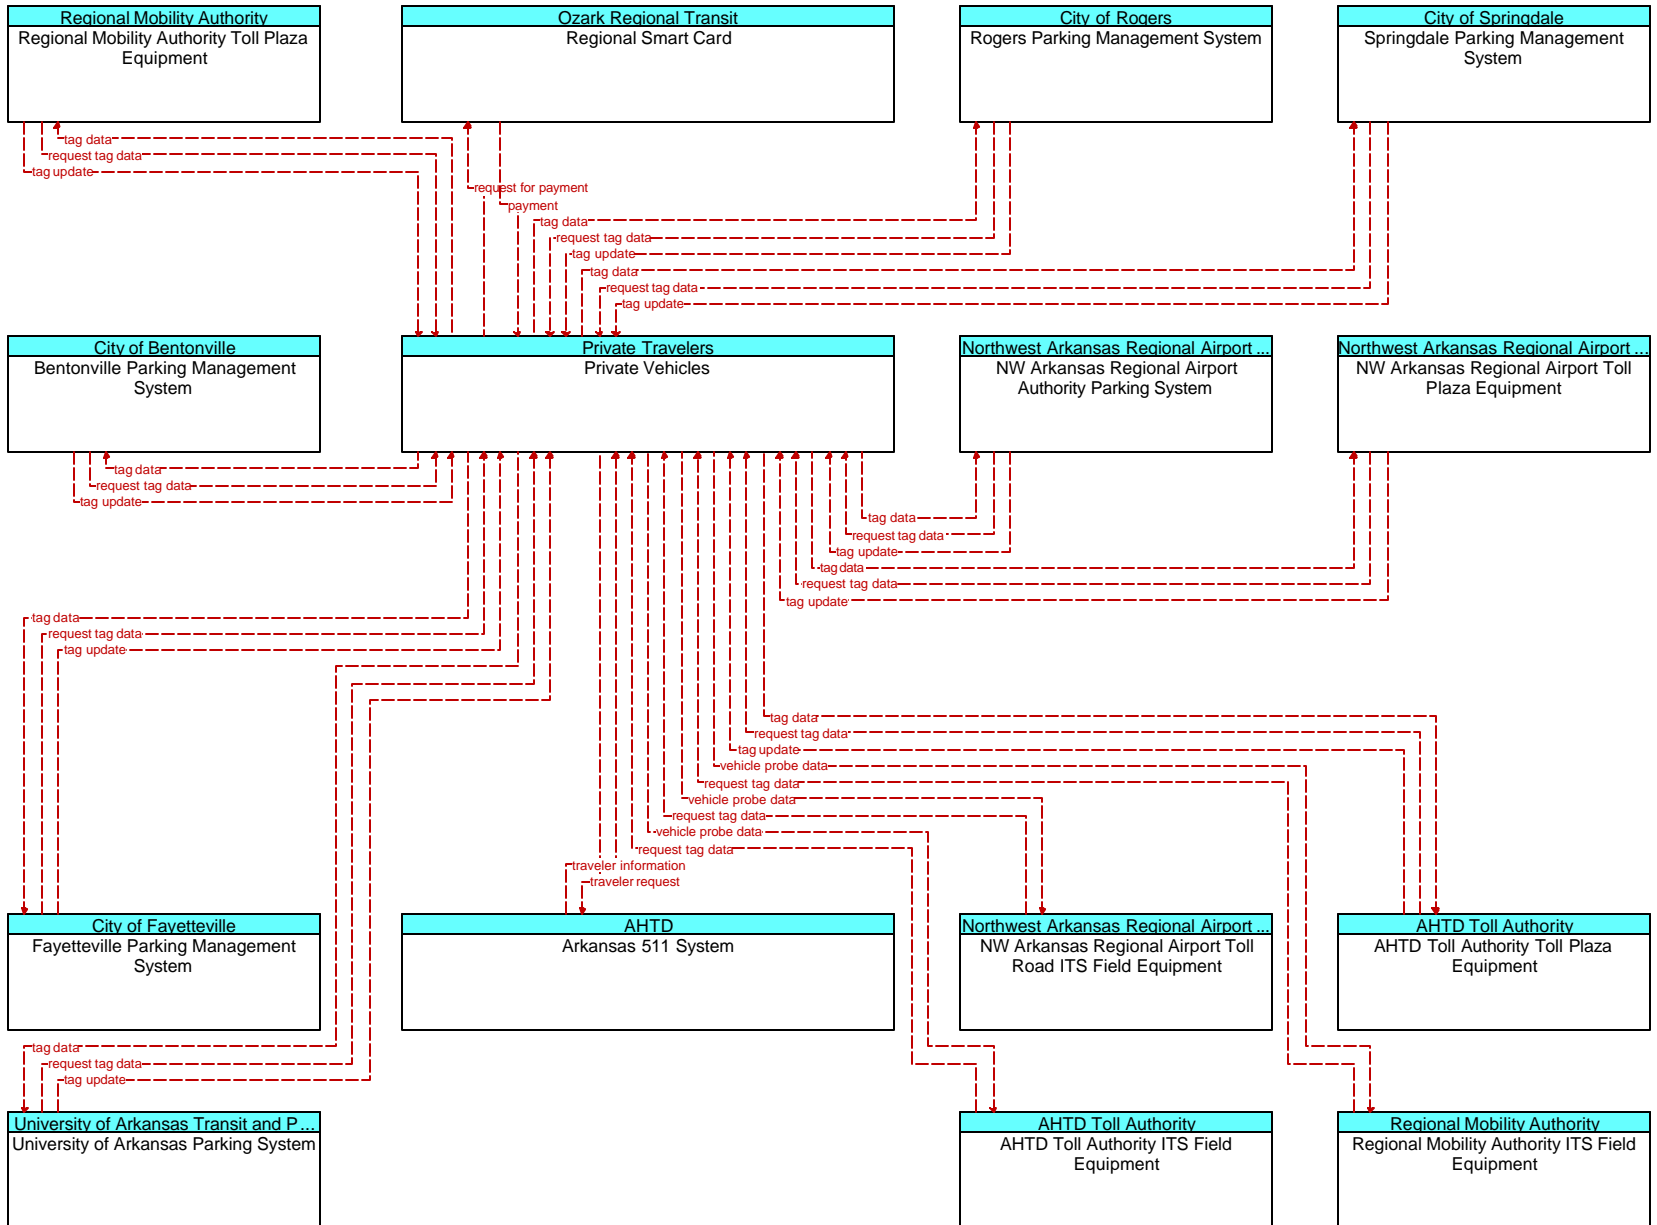 Regional Mobility Authority
Regional Mobility Authority Toll Plaza
Equipment
Ozark Regional Transit
Regional Smart Card
City of Rogers
Rogers Parking Management System
City of Springdale
Springdale Parking Management
System
tag data
request tag data
tag update
request for payment
payment
tag data
request tag data
tag update
tag data
request tag data
tag update
City of Bentonville
Bentonville Parking Management
System
Private Travelers
Private Vehicles
Northwest Arkansas Regional Airport ...
NW Arkansas Regional Airport
Authority Parking System
Northwest Arkansas Regional Airport ...
NW Arkansas Regional Airport Toll
Plaza Equipment
tag data
request tag data
tag update
tag data
request tag data
tag update
tag data
request tag data
tag update
tag data
request tag data
tag update
tag data
request tag data
tag update
vehicle probe data
request tag data
vehicle probe data
request tag data
vehicle probe data
request tag data
traveler information
traveler request
City of Fayetteville
Fayetteville Parking Management
System
AHTD
Arkansas 511 System
Northwest Arkansas Regional Airport ...
NW Arkansas Regional Airport Toll
Road ITS Field Equipment
AHTD Toll Authority
AHTD Toll Authority Toll Plaza
Equipment
tag data
request tag data
tag update
University of Arkansas Transit and P...
University of Arkansas Parking System
AHTD Toll Authority
AHTD Toll Authority ITS Field
Equipment
Regional Mobility Authority
Regional Mobility Authority ITS Field
Equipment